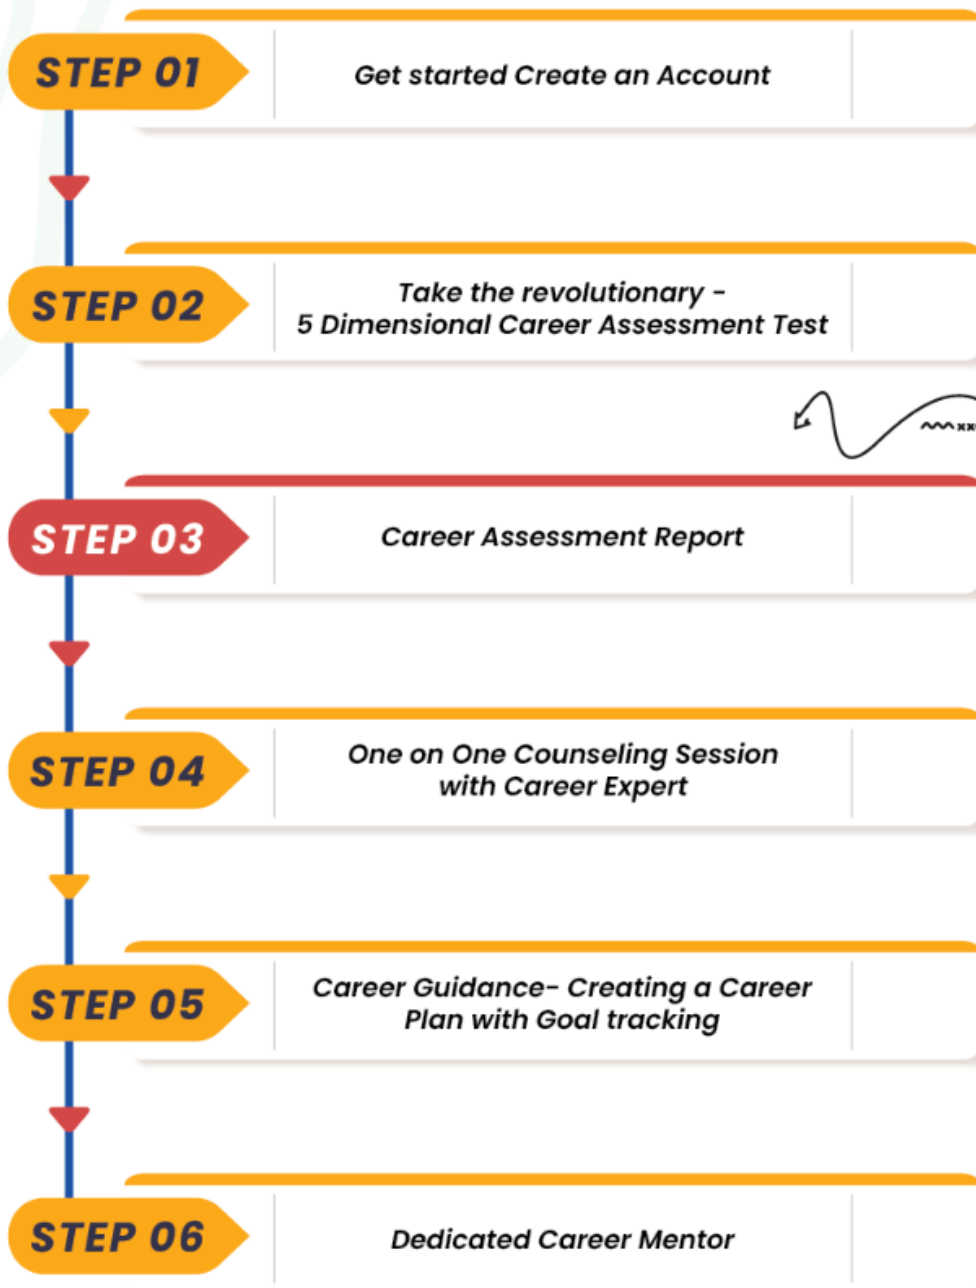 STEP 01
Get started Create an Account
STEP 02
Take the revolutionary -
5 Dimensional Career Assessment Test
STEP 03
Career Assessment Report
STEP 04
One on One Counseling Session
with Career Expert
STEP 05
Career Guidance- Creating a Career
Plan with Goal tracking
STEP 06
Dedicated Career Mentor